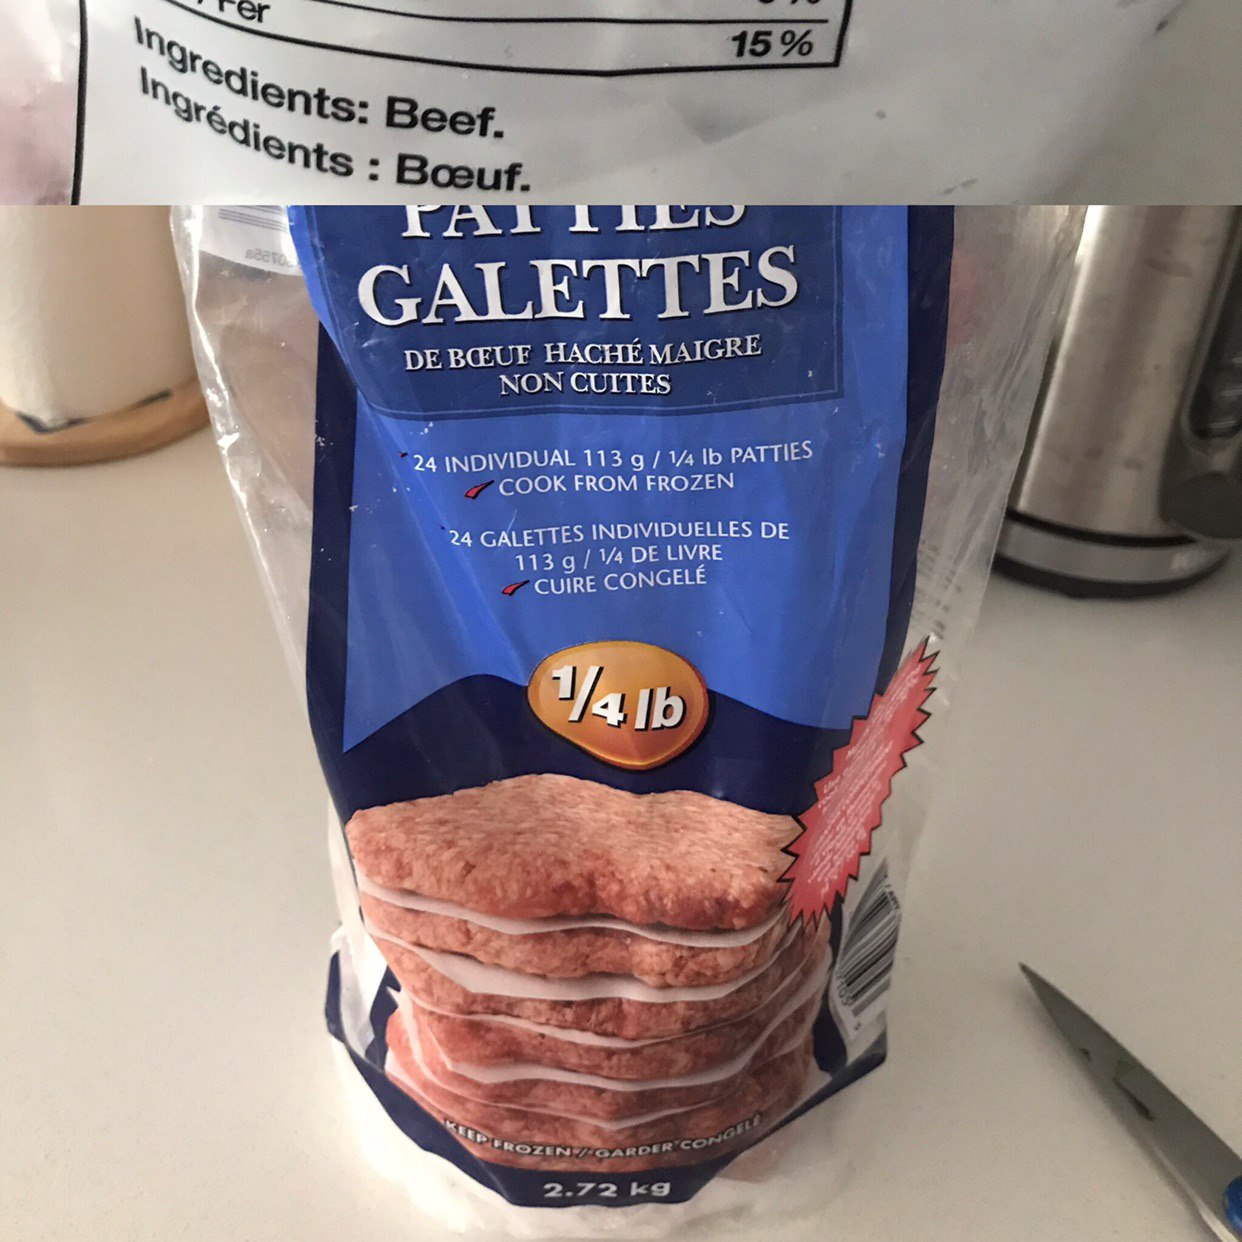 Fer
15 %
Ingredients: Beef.
Ingrédients : Bœuf.
PATTIES
GALETTES
DE BŒUF HACHÉ MAIGRE
NON CUITES
24 INDIVIDUAL 113 g / 1/4 lb PATTIES
COOK FROM FROZEN
24 GALETTES INDIVIDUELLES DE
113 g / 1/4 DE LIVRE
CUIRE CONGELÉ
1/4 lb
KEEP FROZEN / GARDER CONGELÉ
2.72 kg